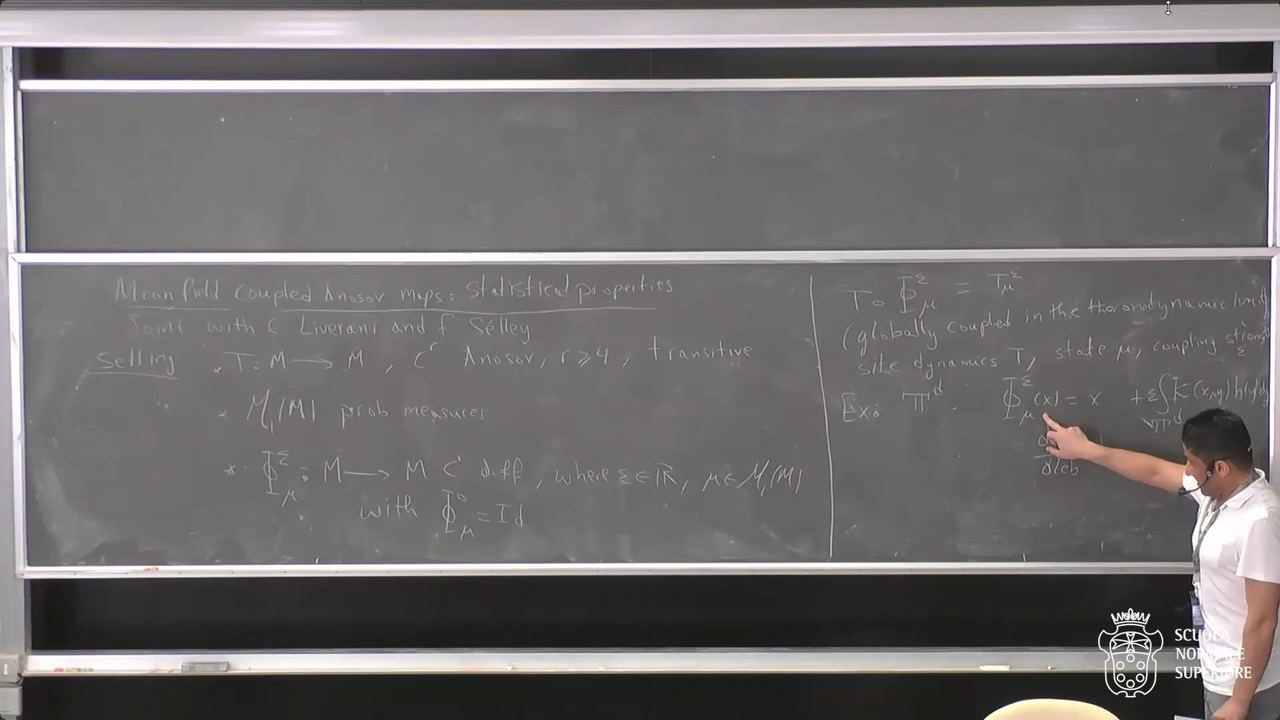 Mean field Coupled Anosov maps: Statistical properties
Joint with C Liverani and F Sélley
Setting
* T: M → M, C^r Anosov, r ≥ 4, transitive
* M_1(M) prob measures
* Φ^ε_μ: M → M C^r diff, where ε ∈ ℝ, μ ∈ M_1(M)
with Φ^0_μ = Id
T∘ Φ^ε_μ = T^ε_μ
(globally coupled in the thermodynamic limit
site dynamics T, state μ, coupling strength ε
Ex: 𝕋^d . Φ^ε_μ (x) = x + ε ∫_{𝕋^d} K(x,y) h(y) dy
SCUOLA
NORMALE
SUPERIORE